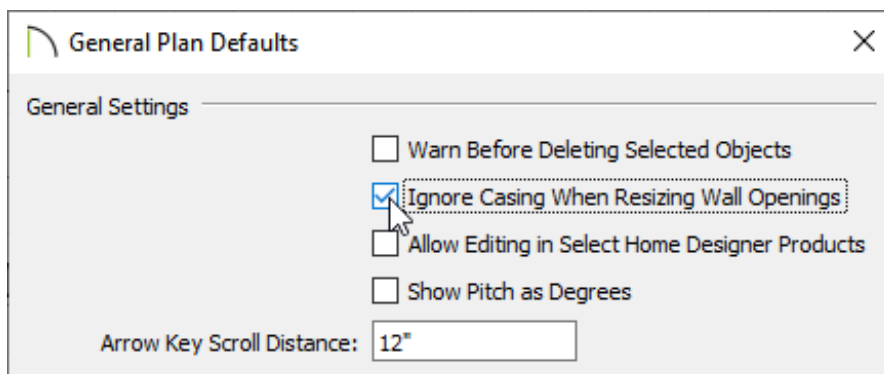 General Plan Defaults
General Settings
Warn Before Deleting Selected Objects
Ignore Casing When Resizing Wall Openings
Allow Editing in Select Home Designer Products
Show Pitch as Degrees
Arrow Key Scroll Distance: 12"